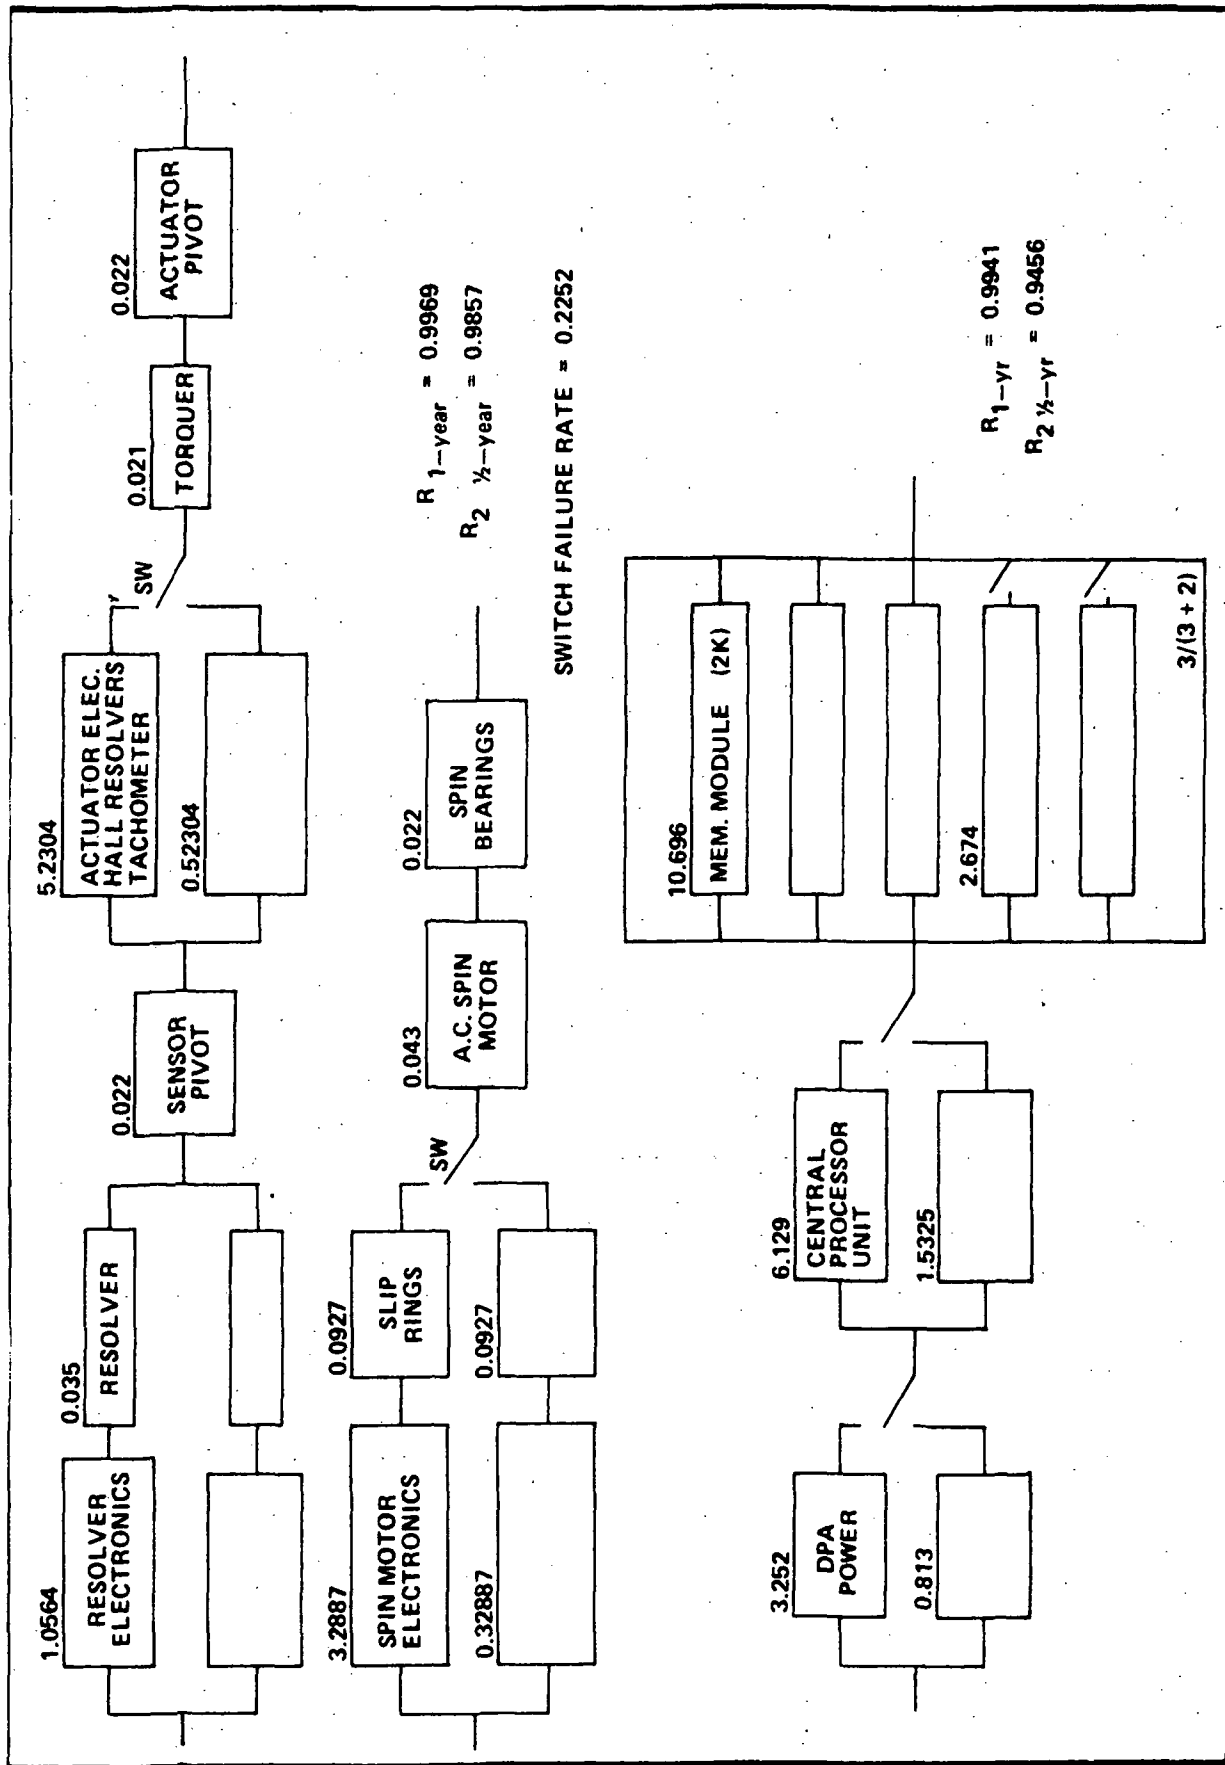 1.0564
RESOLVER
ELECTRONICS
0.035
RESOLVER
0.022
SENSOR
PIVOT
5.2304
ACTUATOR ELEC.
HALL RESOLVERS
TACHOMETER
0.52304
SW
0.021
TORQUER
0.022
ACTUATOR
PIVOT
3.2887
SPIN MOTOR
ELECTRONICS
0.0927
SLIP
RINGS
0.32887
0.0927
SW
0.043
A.C. SPIN
MOTOR
0.022
SPIN
BEARINGS
R 1-year = 0.9969
R2 ½-year = 0.9857
SWITCH FAILURE RATE = 0.2252
3.252
DPA
POWER
0.813
6.129
CENTRAL
PROCESSOR
UNIT
1.5325
10.696
MEM. MODULE (2K)
2.674
3/(3 + 2)
R1-yr = 0.9941
R2 ½-yr = 0.9456